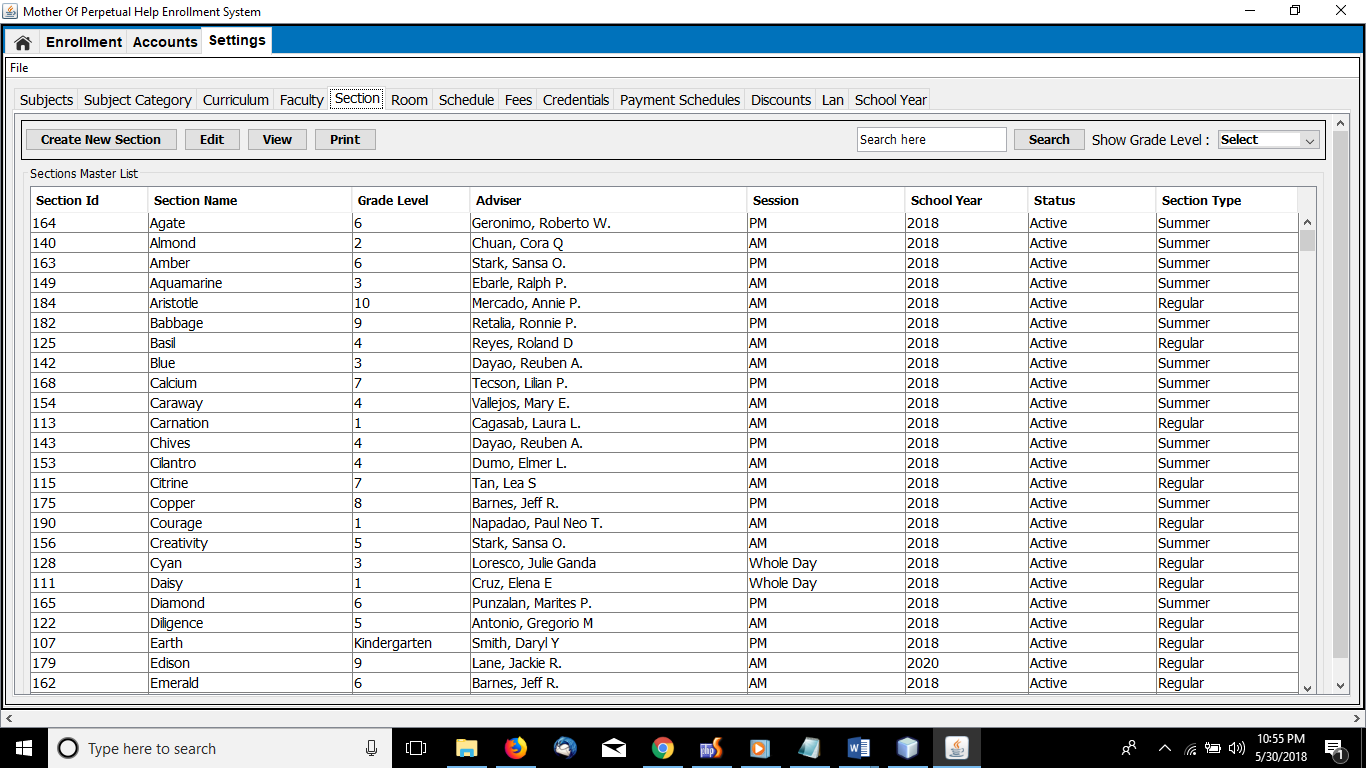 Mother Of Perpetual Help Enrollment System
Enrollment Accounts Settings
File
Subjects Subject Category Curriculum Faculty Section Room Schedule Fees Credentials Payment Schedules Discounts Lan School Year
Create New Section Edit View Print Search here Search Show Grade Level : Select
Sections Master List
Section Id Section Name Grade Level Adviser Session School Year Status Section Type
164 Agate 6 Geronimo, Roberto W. PM 2018 Active Summer
140 Almond 2 Chuan, Cora Q AM 2018 Active Summer
163 Amber 6 Stark, Sansa O. PM 2018 Active Summer
149 Aquamarine 3 Ebarle, Ralph P. AM 2018 Active Summer
184 Aristotle 10 Mercado, Annie P. AM 2018 Active Regular
182 Babbage 9 Retalia, Ronnie P. PM 2018 Active Summer
125 Basil 4 Reyes, Roland D AM 2018 Active Regular
142 Blue 3 Dayao, Reuben A. AM 2018 Active Summer
168 Calcium 7 Tecson, Lilian P. PM 2018 Active Summer
154 Caraway 4 Vallejos, Mary E. AM 2018 Active Summer
113 Carnation 1 Cagasab, Laura L. AM 2018 Active Regular
143 Chives 4 Dayao, Reuben A. PM 2018 Active Summer
153 Cilantro 4 Dumo, Elmer L. AM 2018 Active Summer
115 Citrine 7 Tan, Lea S AM 2018 Active Regular
175 Copper 8 Barnes, Jeff R. PM 2018 Active Summer
190 Courage 1 Napadao, Paul Neo T. AM 2018 Active Regular
156 Creativity 5 Stark, Sansa O. AM 2018 Active Summer
128 Cyan 3 Loresco, Julie Ganda Whole Day 2018 Active Regular
111 Daisy 1 Cruz, Elena E Whole Day 2018 Active Regular
165 Diamond 6 Punzalan, Marites P. PM 2018 Active Summer
122 Diligence 5 Antonio, Gregorio M AM 2018 Active Regular
107 Earth Kindergarten Smith, Daryl Y PM 2018 Active Regular
179 Edison 9 Lane, Jackie R. AM 2020 Active Regular
162 Emerald 6 Barnes, Jeff R. AM 2018 Active Regular
Type here to search
10:55 PM
5/30/2018
1